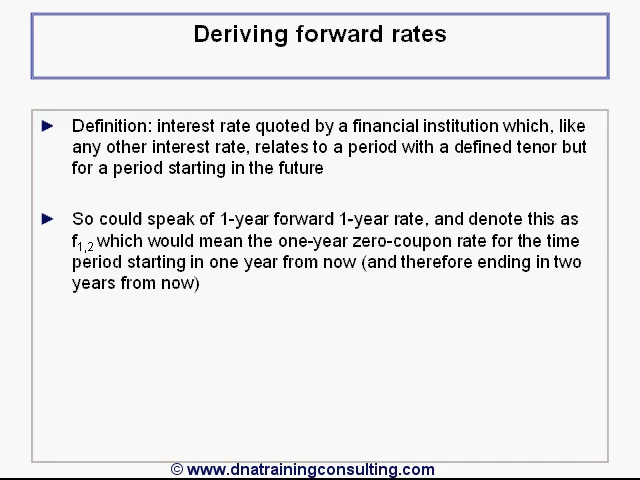 Deriving forward rates
► Definition: interest rate quoted by a financial institution which, like
any other interest rate, relates to a period with a defined tenor but
for a period starting in the future
► So could speak of 1-year forward 1-year rate, and denote this as
f1,2 which would mean the one-year zero-coupon rate for the time
period starting in one year from now (and therefore ending in two
years from now)
© www.dnatrainingconsulting.com